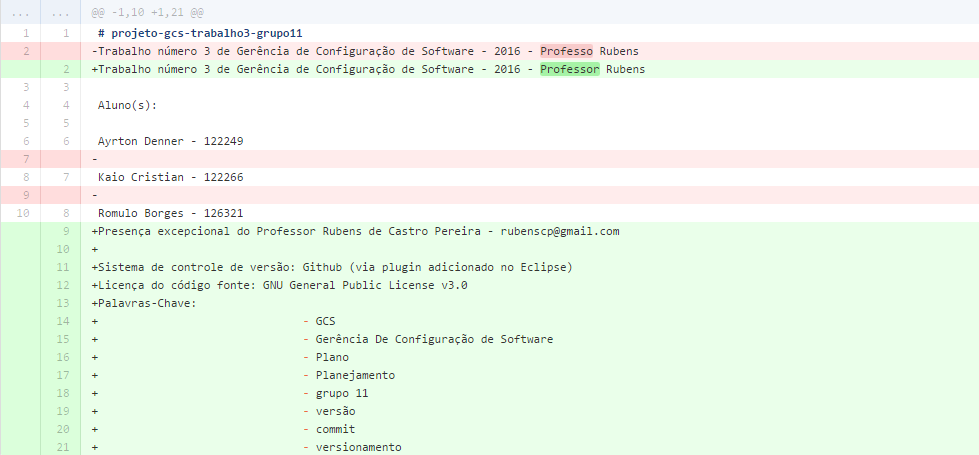 ... ... @@ -1,10 +1,21 @@
1 1 # projeto-gcs-trabalho3-grupo11
2 -Trabalho número 3 de Gerência de Configuração de Software - 2016 - Professo Rubens
2 +Trabalho número 3 de Gerência de Configuração de Software - 2016 - Professor Rubens
3 3
4 4 Aluno(s):
5 5
6 6 Ayrton Denner - 122249
7 -
8 7 Kaio Cristian - 122266
9 -
10 8 Romulo Borges - 126321
9 +Presença excepcional do Professor Rubens de Castro Pereira - rubenscp@gmail.com
10 +
11 +Sistema de controle de versão: Github (via plugin adicionado no Eclipse)
12 +Licença do código fonte: GNU General Public License v3.0
13 +Palavras-Chave:
14 + - GCS
15 + - Gerência De Configuração de Software
16 + - Plano
17 + - Planejamento
18 + - grupo 11
19 + - versão
20 + - commit
21 + - versionamento